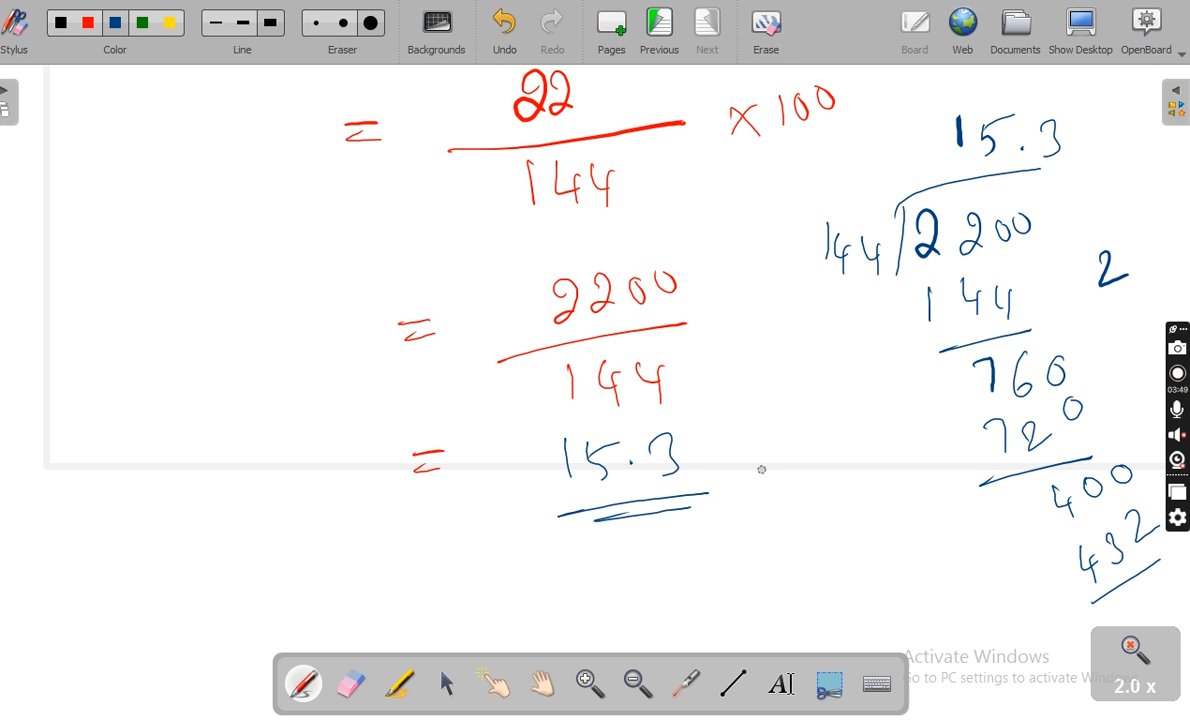 Stylus Color Line Eraser Backgrounds Undo Redo Pages Previous Next Erase Board Web Documents Show Desktop OpenBoard
= 22 / 144 × 100
= 2200 / 144
= 15.3
15.3
144 2200
144
2
760
720
400
432
03:49
Activate Windows
Go to PC settings to activate Windows
2.0 x